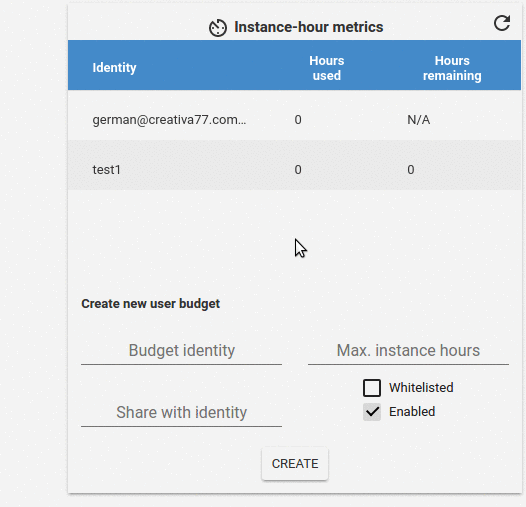 Instance-hour metrics
Identity
Hours used
Hours remaining
german@creativa77.com...
0
N/A
test1
0
0
Create new user budget
Budget identity
Max. instance hours
Whitelisted
Share with identity
Enabled
CREATE